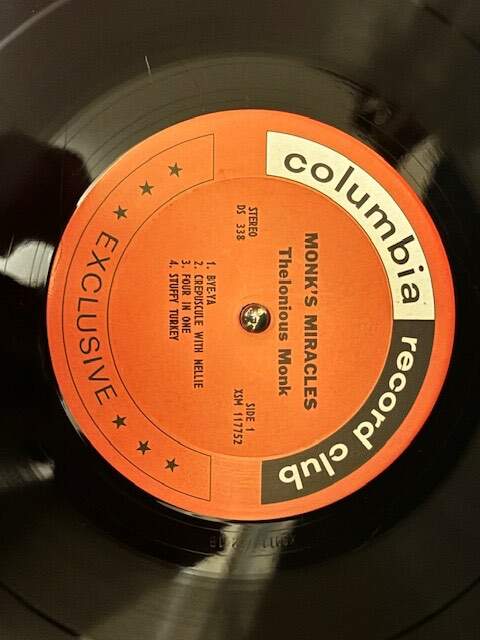 columbia record club
MONK'S MIRACLES
Thelonious Monk
STEREO
DS 338
SIDE 1
XSM 117752
1. BYE-YA
2. CREPUSCULE WITH NELLIE
3. FOUR IN ONE
4. STUFFY TURKEY
★ ★ ★ EXCLUSIVE ★ ★ ★